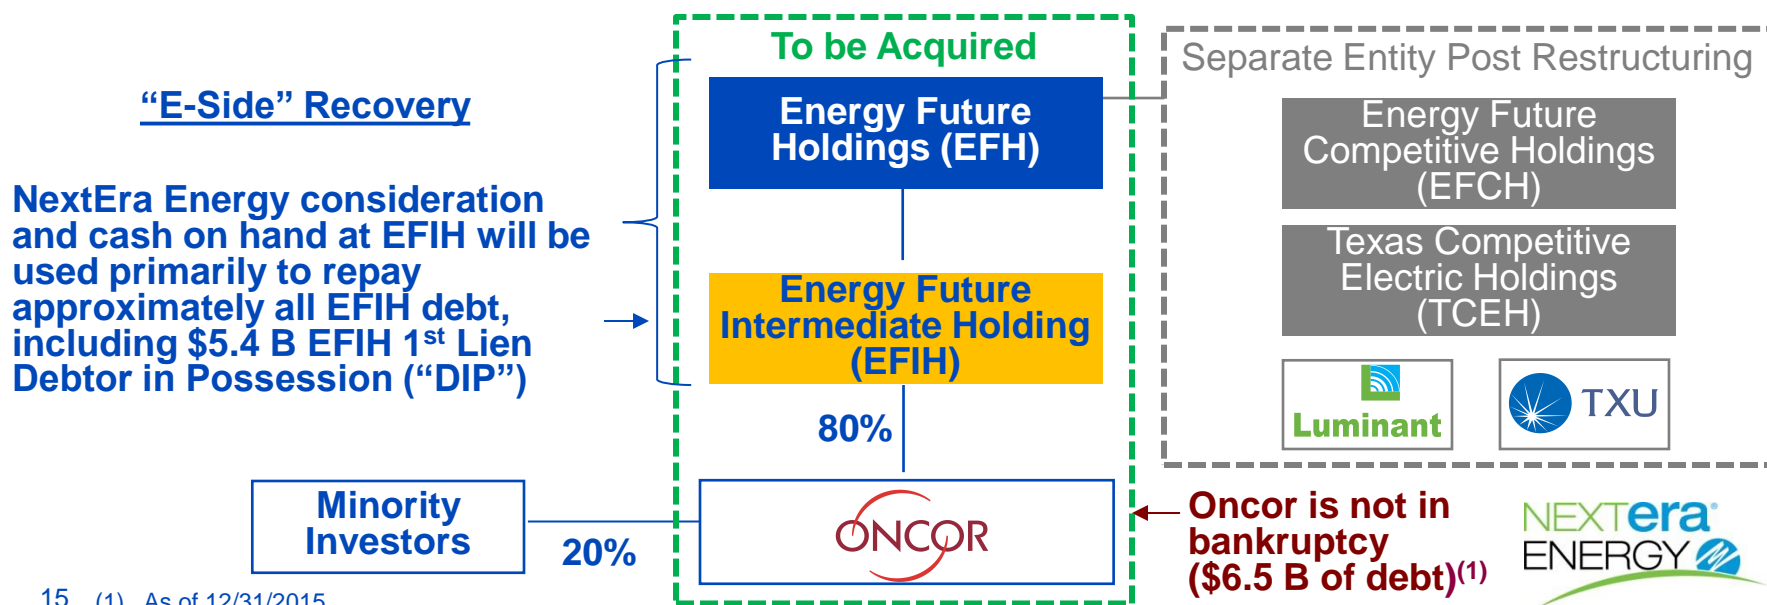 To be Acquired
Separate Entity Post Restructuring
“E-Side” Recovery
Energy Future
Holdings (EFH)
Energy Future
Competitive Holdings
(EFCH)
NextEra Energy consideration
and cash on hand at EFIH will be
used primarily to repay
approximately all EFIH debt,
including $5.4 B EFIH 1st Lien
Debtor in Possession (“DIP”)
Energy Future
Intermediate Holding
(EFIH)
Texas Competitive
Electric Holdings
(TCEH)
Luminant
TXU
80%
Minority
Investors
20%
ONCOR
Oncor is not in
bankruptcy
($6.5 B of debt)(1)
NEXTera®
ENERGY
15 (1) As of 12/31/2015